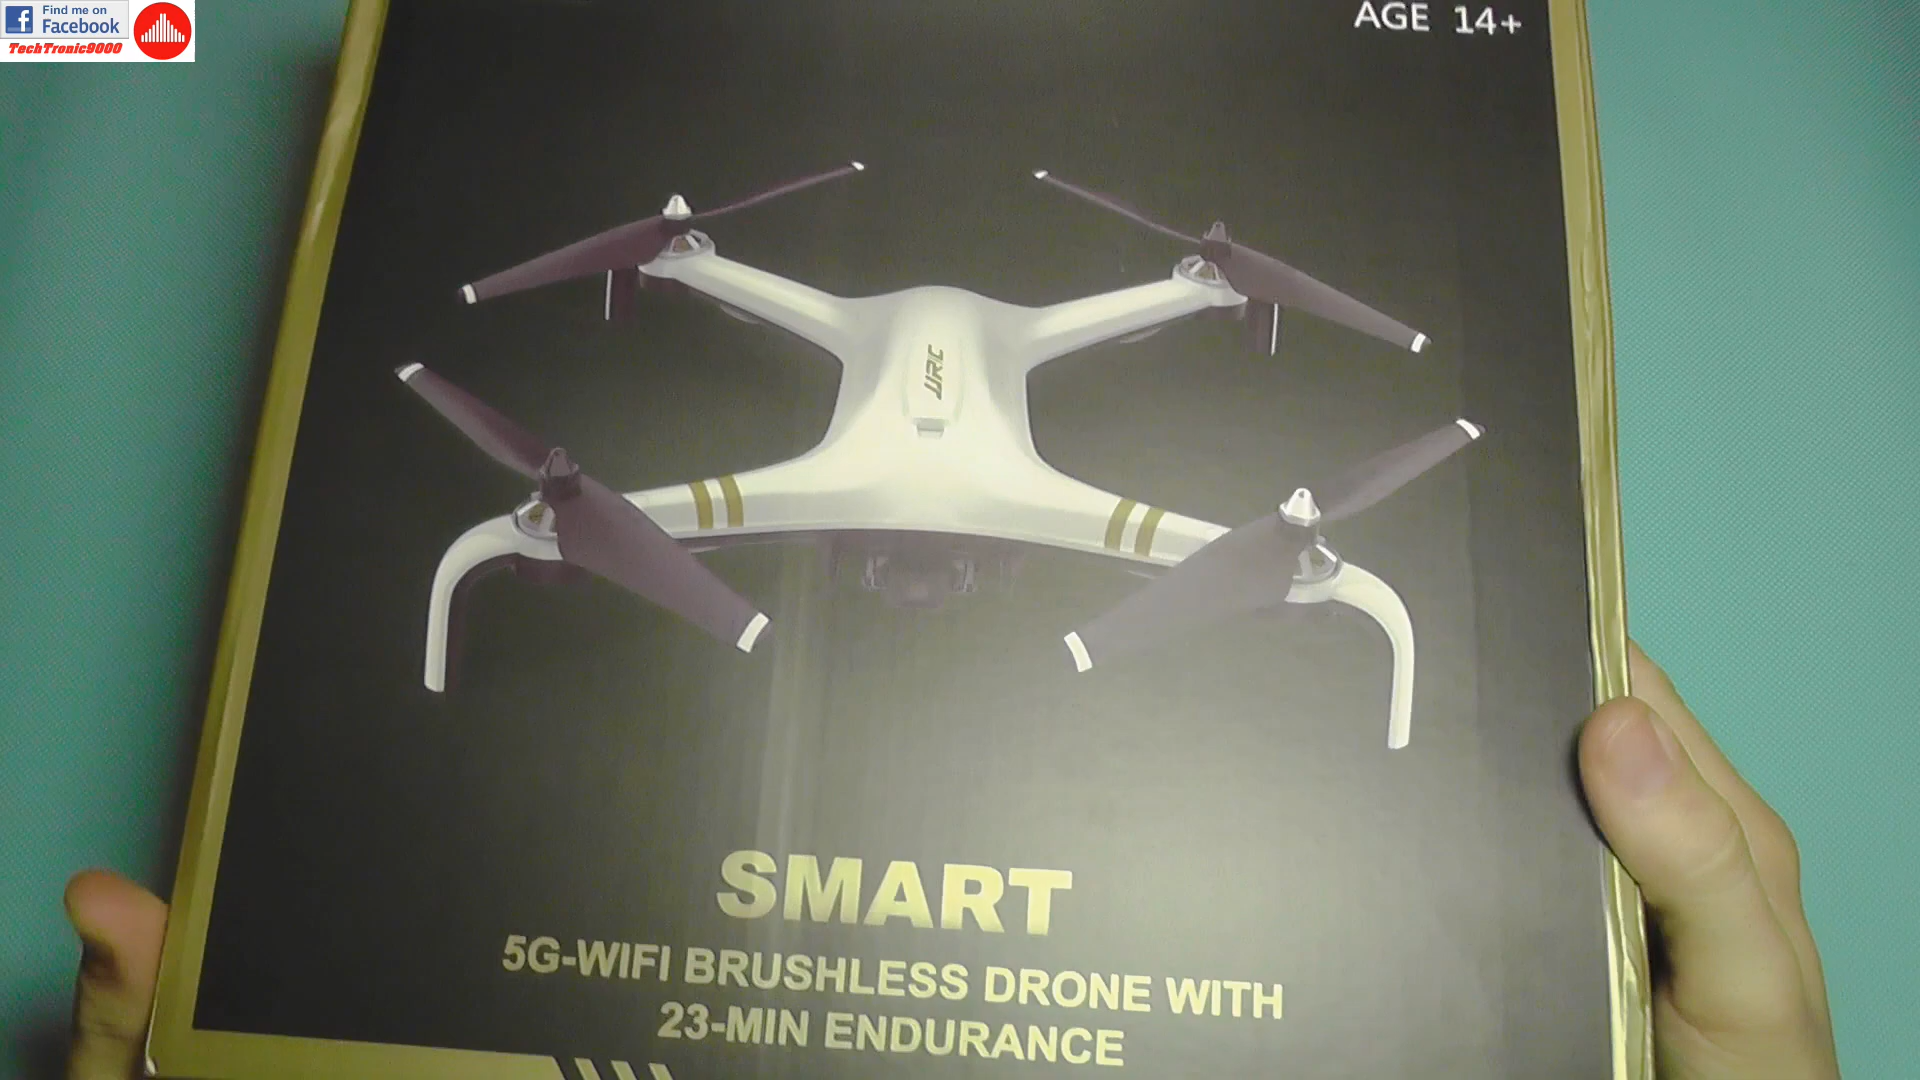 Find me on
Facebook
TechTronic9000
AGE 14+
JJRC
SMART
5G-WIFI BRUSHLESS DRONE WITH
23-MIN ENDURANCE